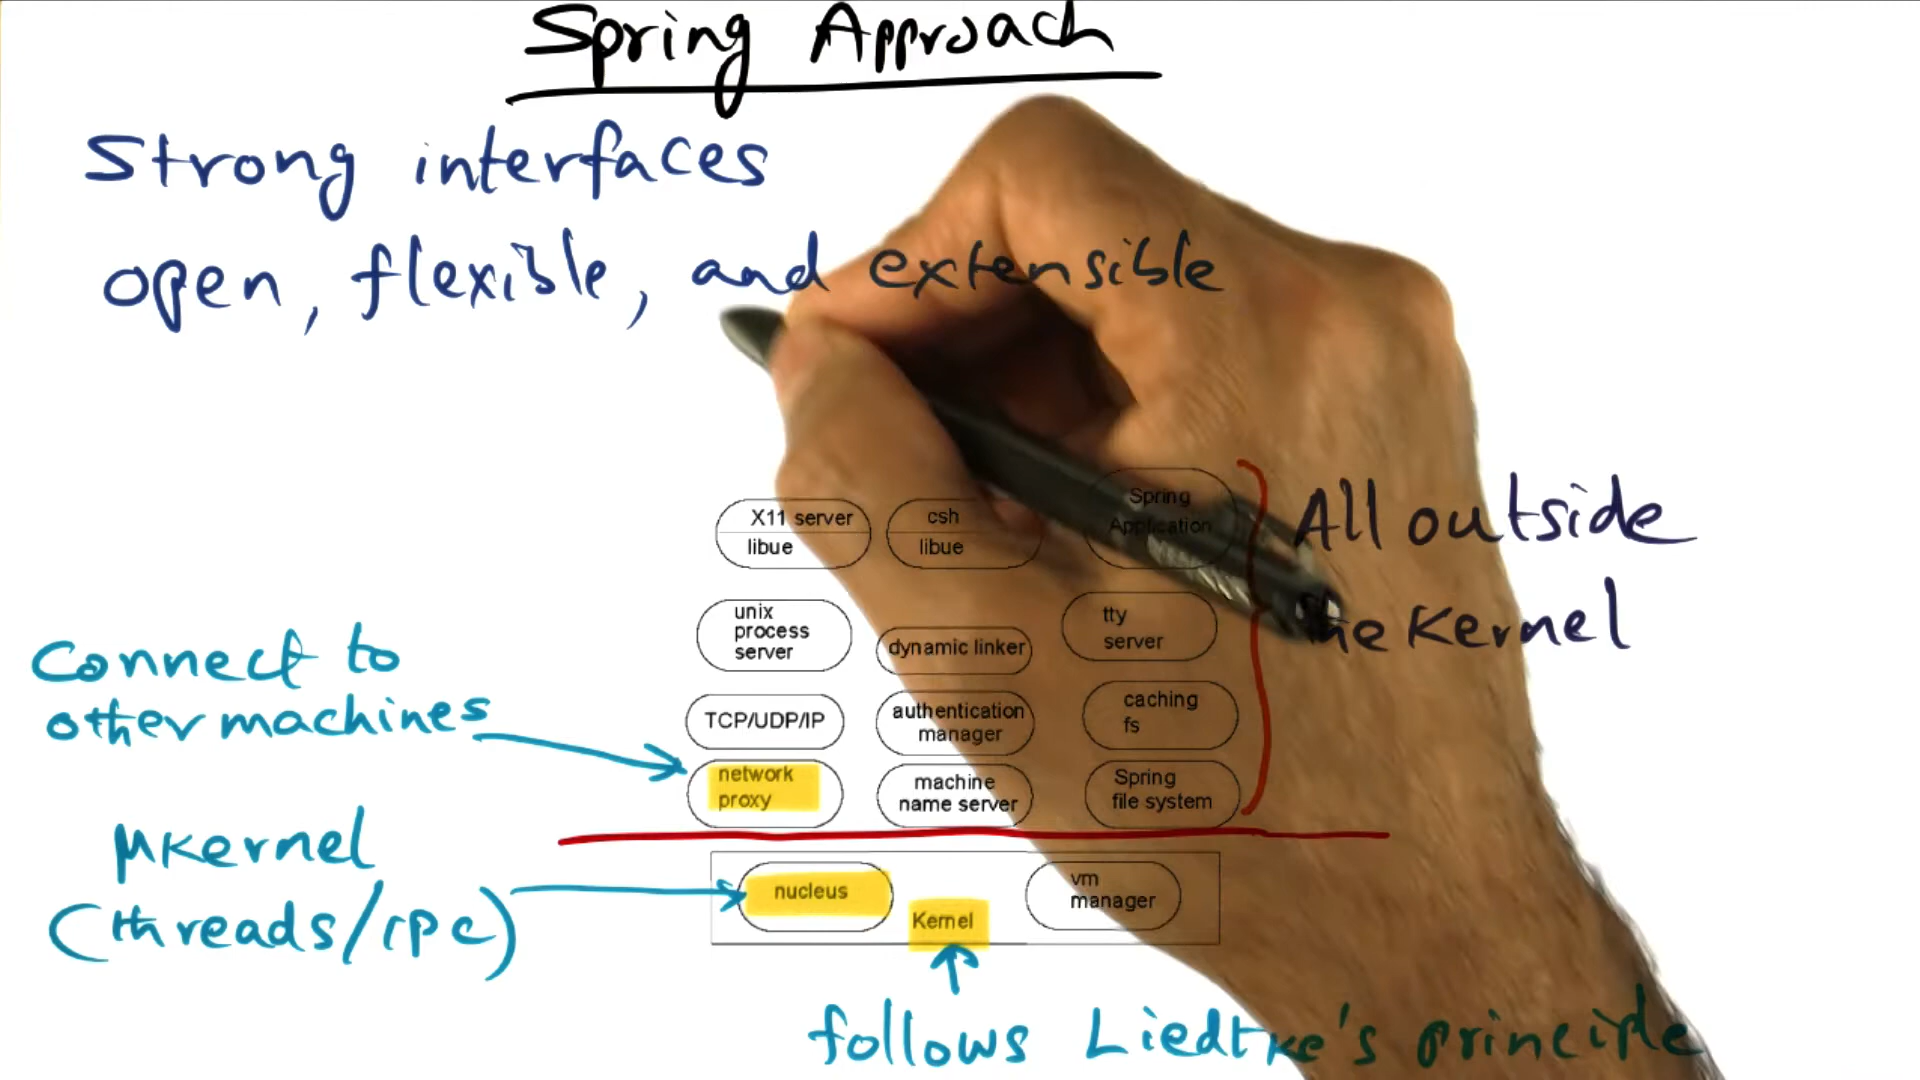 Spring Approach
Strong interfaces
open, flexible, and extensible
X11 server
libue
csh
libue
Spring
Application
All outside
the Kernel
unix
process
server
dynamic linker
tty
server
Connect to
other machines
TCP/UDP/IP
authentication
manager
caching
fs
network
proxy
machine
name server
Spring
file system
μKernel
(threads/ipc)
nucleus
Kernel
vm
manager
follows Liedtke's principle